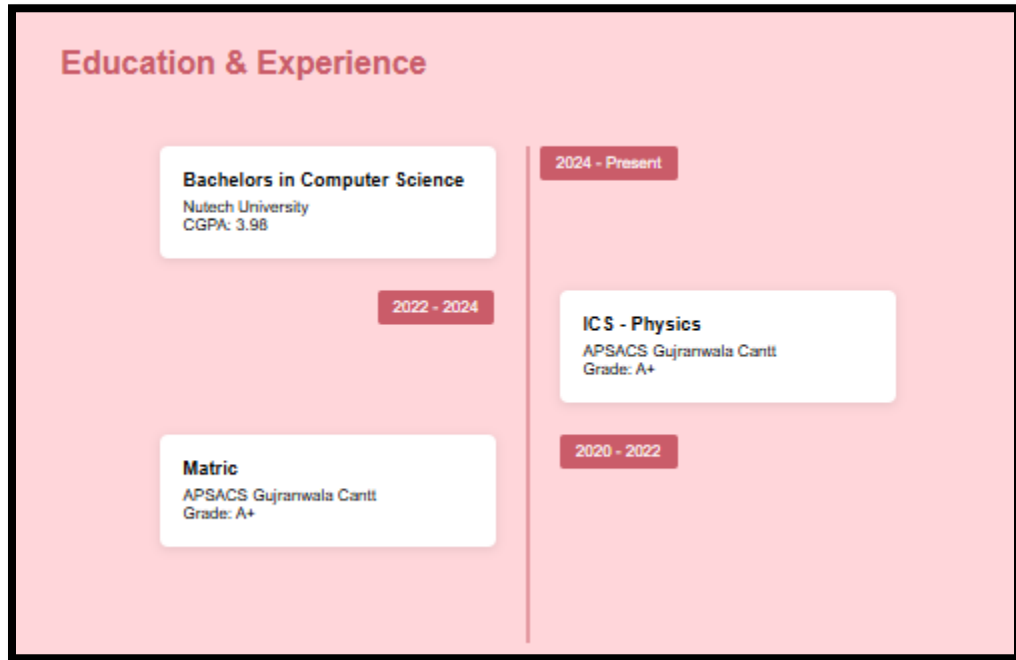 Education & Experience
Bachelors in Computer Science
Nutech University
CGPA: 3.98
2024 - Present
2022 - 2024
ICS - Physics
APSACS Gujranwala Cantt
Grade: A+
Matric
APSACS Gujranwala Cantt
Grade: A+
2020 - 2022